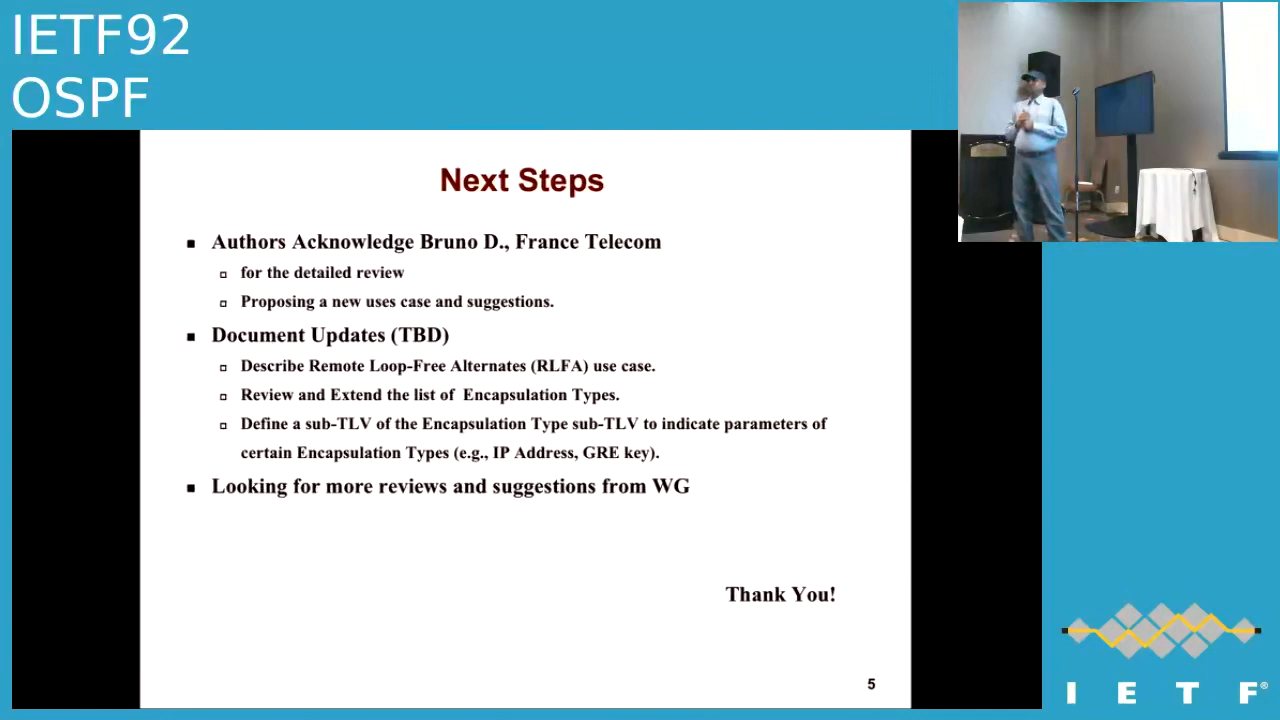 IETF92
OSPF
Next Steps
Authors Acknowledge Bruno D., France Telecom
for the detailed review
Proposing a new uses case and suggestions.
Document Updates (TBD)
Describe Remote Loop-Free Alternates (RLFA) use case.
Review and Extend the list of Encapsulation Types.
Define a sub-TLV of the Encapsulation Type sub-TLV to indicate parameters of
certain Encapsulation Types (e.g., IP Address, GRE key).
Looking for more reviews and suggestions from WG
Thank You!
5
I E T F®